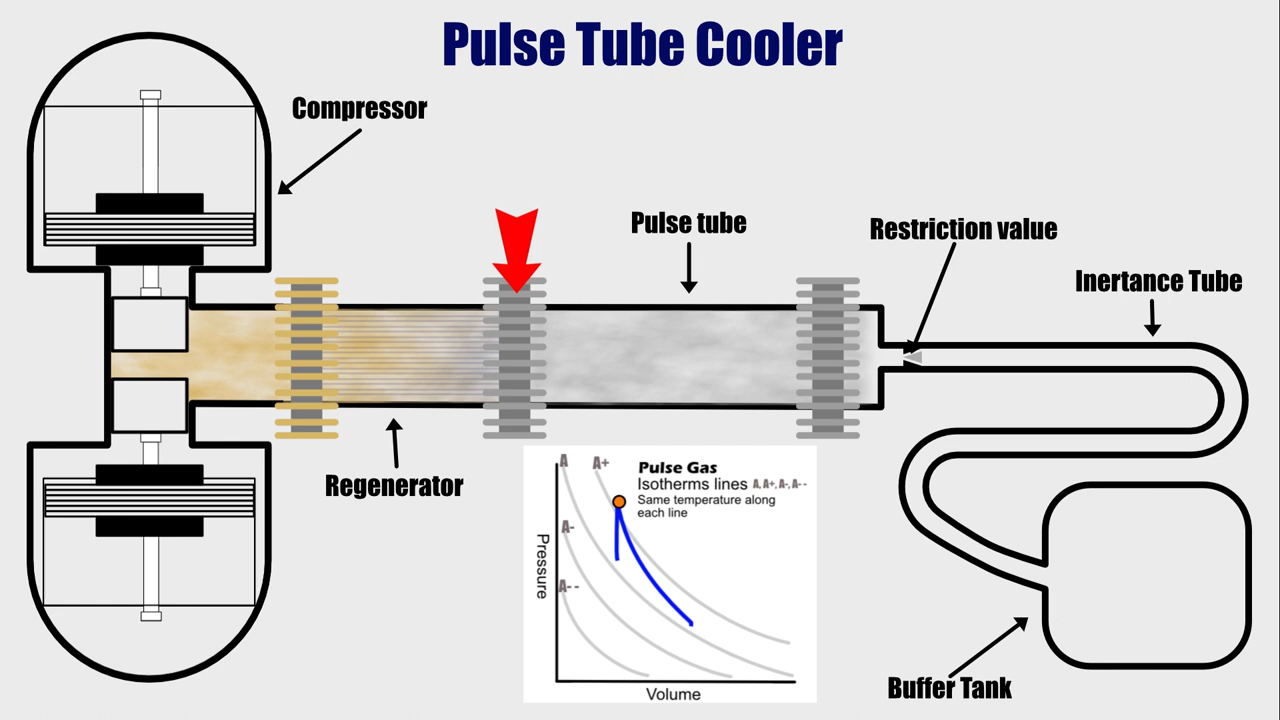 Pulse Tube Cooler
Compressor
Pulse tube
Restriction value
Inertance Tube
Regenerator
Buffer Tank
A
A+
A-
A--
Pulse Gas
Isotherms lines A, A+, A-, A--
Same temperature along
each line
Pressure
Volume